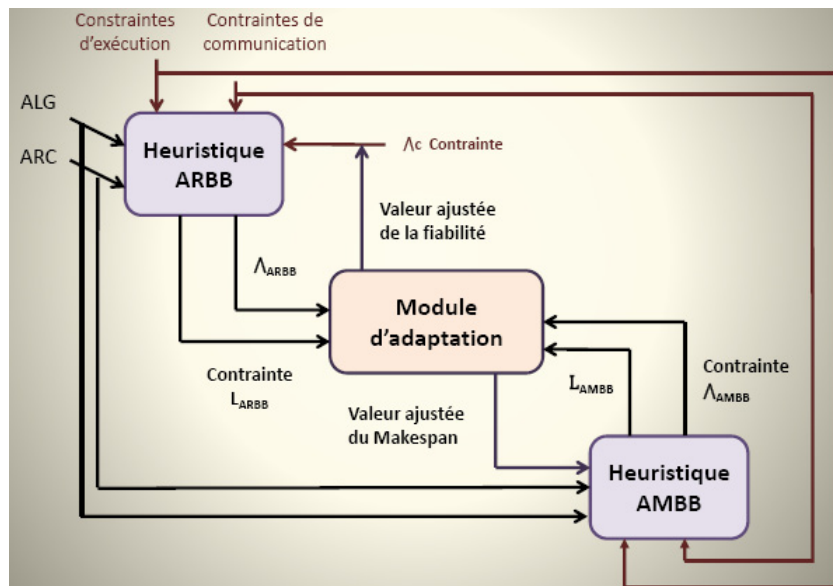 Constraintes
d'exécution
Contraintes de
communication
ALG
ARC
Heuristique
ARBB
Λc Contrainte
Valeur ajustée
de la fiabilité
ΛARBB
Module
d'adaptation
Contrainte
LARBB
Valeur ajustée
du Makespan
LAMBB
Contrainte
ΛAMBB
Heuristique
AMBB